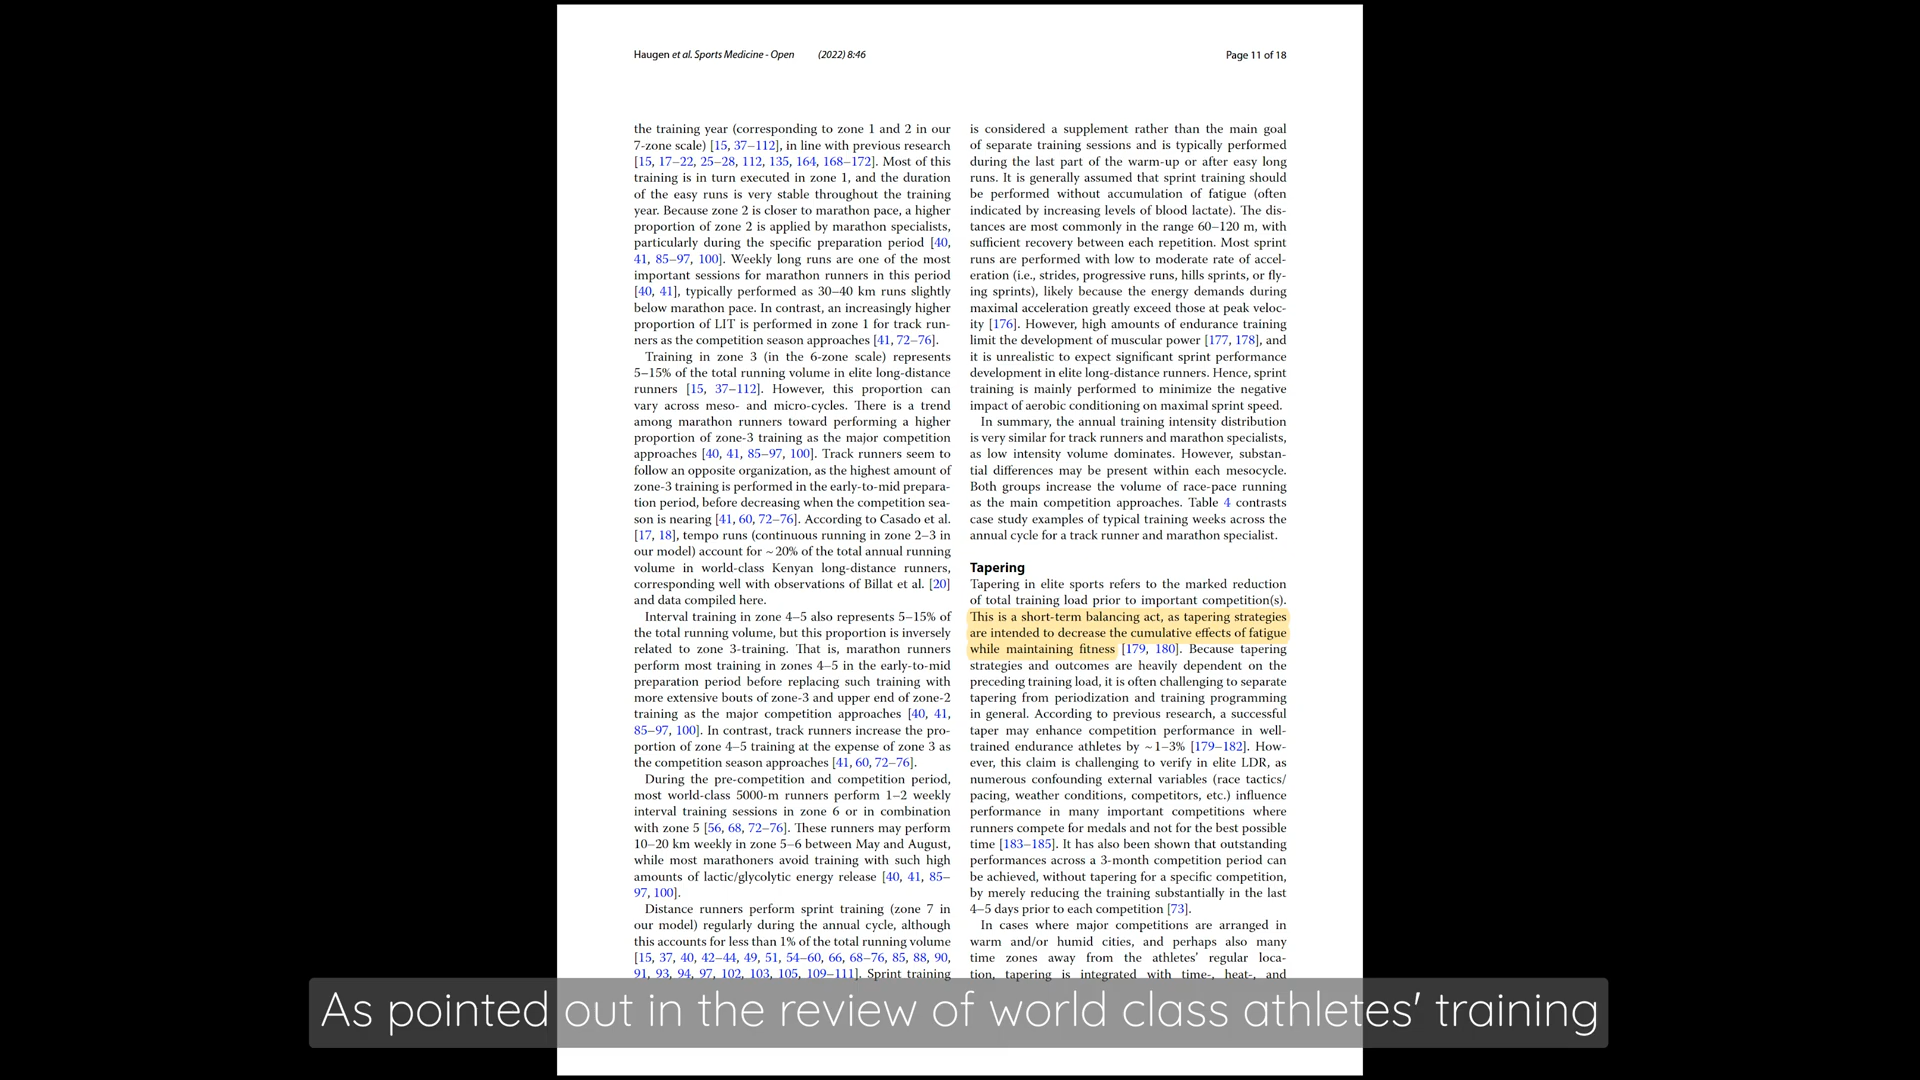 Haugen et al. Sports Medicine - Open (2022) 8:46
Page 11 of 18
the training year (corresponding to zone 1 and 2 in our
7-zone scale) [15, 37–112], in line with previous research
[15, 17–22, 25–28, 112, 135, 164, 168–172]. Most of this
training is in turn executed in zone 1, and the duration
of the easy runs is very stable throughout the training
year. Because zone 2 is closer to marathon pace, a higher
proportion of zone 2 is applied by marathon specialists,
particularly during the specific preparation period [40,
41, 85–97, 100]. Weekly long runs are one of the most
important sessions for marathon runners in this period
[40, 41], typically performed as 30–40 km runs slightly
below marathon pace. In contrast, an increasingly higher
proportion of LIT is performed in zone 1 for track run-
ners as the competition season approaches [41, 72–76].
Training in zone 3 (in the 6-zone scale) represents
5–15% of the total running volume in elite long-distance
runners [15, 37–112]. However, this proportion can
vary across meso- and micro-cycles. There is a trend
among marathon runners toward performing a higher
proportion of zone-3 training as the major competition
approaches [40, 41, 85–97, 100]. Track runners seem to
follow an opposite organization, as the highest amount of
zone-3 training is performed in the early-to-mid prepara-
tion period, before decreasing when the competition sea-
son is nearing [41, 60, 72–76]. According to Casado et al.
[17, 18], tempo runs (continuous running in zone 2–3 in
our model) account for ~ 20% of the total annual running
volume in world-class Kenyan long-distance runners,
corresponding well with observations of Billat et al. [20]
and data compiled here.
Interval training in zone 4–5 also represents 5–15% of
the total running volume, but this proportion is inversely
related to zone 3-training. That is, marathon runners
perform most training in zones 4–5 in the early-to-mid
preparation period before replacing such training with
more extensive bouts of zone-3 and upper end of zone-2
training as the major competition approaches [40, 41,
85–97, 100]. In contrast, track runners increase the pro-
portion of zone 4–5 training at the expense of zone 3 as
the competition season approaches [41, 60, 72–76].
During the pre-competition and competition period,
most world-class 5000-m runners perform 1–2 weekly
interval training sessions in zone 6 or in combination
with zone 5 [56, 68, 72–76]. These runners may perform
10–20 km weekly in zone 5–6 between May and August,
while most marathoners avoid training with such high
amounts of lactic/glycolytic energy release [40, 41, 85–
97, 100].
Distance runners perform sprint training (zone 7 in
our model) regularly during the annual cycle, although
this accounts for less than 1% of the total running volume
[15, 37, 40, 42–44, 49, 51, 54–60, 66, 68–76, 85, 88, 90,
91, 93, 94, 97, 102, 103, 105, 109–111]. Sprint training
is considered a supplement rather than the main goal
of separate training sessions and is typically performed
during the last part of the warm-up or after easy long
runs. It is generally assumed that sprint training should
be performed without accumulation of fatigue (often
indicated by increasing levels of blood lactate). The dis-
tances are most commonly in the range 60–120 m, with
sufficient recovery between each repetition. Most sprint
runs are performed with low to moderate rate of accel-
eration (i.e., strides, progressive runs, hills sprints, or fly-
ing sprints), likely because the energy demands during
maximal acceleration greatly exceed those at peak veloc-
ity [176]. However, high amounts of endurance training
limit the development of muscular power [177, 178], and
it is unrealistic to expect significant sprint performance
development in elite long-distance runners. Hence, sprint
training is mainly performed to minimize the negative
impact of aerobic conditioning on maximal sprint speed.
In summary, the annual training intensity distribution
is very similar for track runners and marathon specialists,
as low intensity volume dominates. However, substan-
tial differences may be present within each mesocycle.
Both groups increase the volume of race-pace running
as the main competition approaches. Table 4 contrasts
case study examples of typical training weeks across the
annual cycle for a track runner and marathon specialist.
Tapering
Tapering in elite sports refers to the marked reduction
of total training load prior to important competition(s).
This is a short-term balancing act, as tapering strategies
are intended to decrease the cumulative effects of fatigue
while maintaining fitness [179, 180]. Because tapering
strategies and outcomes are heavily dependent on the
preceding training load, it is often challenging to separate
tapering from periodization and training programming
in general. According to previous research, a successful
taper may enhance competition performance in well-
trained endurance athletes by ~ 1–3% [179–182]. How-
ever, this claim is challenging to verify in elite LDR, as
numerous confounding external variables (race tactics/
pacing, weather conditions, competitors, etc.) influence
performance in many important competitions where
runners compete for medals and not for the best possible
time [183–185]. It has also been shown that outstanding
performances across a 3-month competition period can
be achieved, without tapering for a specific competition,
by merely reducing the training substantially in the last
4–5 days prior to each competition [73].
In cases where major competitions are arranged in
warm and/or humid cities, and perhaps also many
time zones away from the athletes' regular loca-
tion, tapering is integrated with time-, heat-, and
As pointed out in the review of world class athletes' training